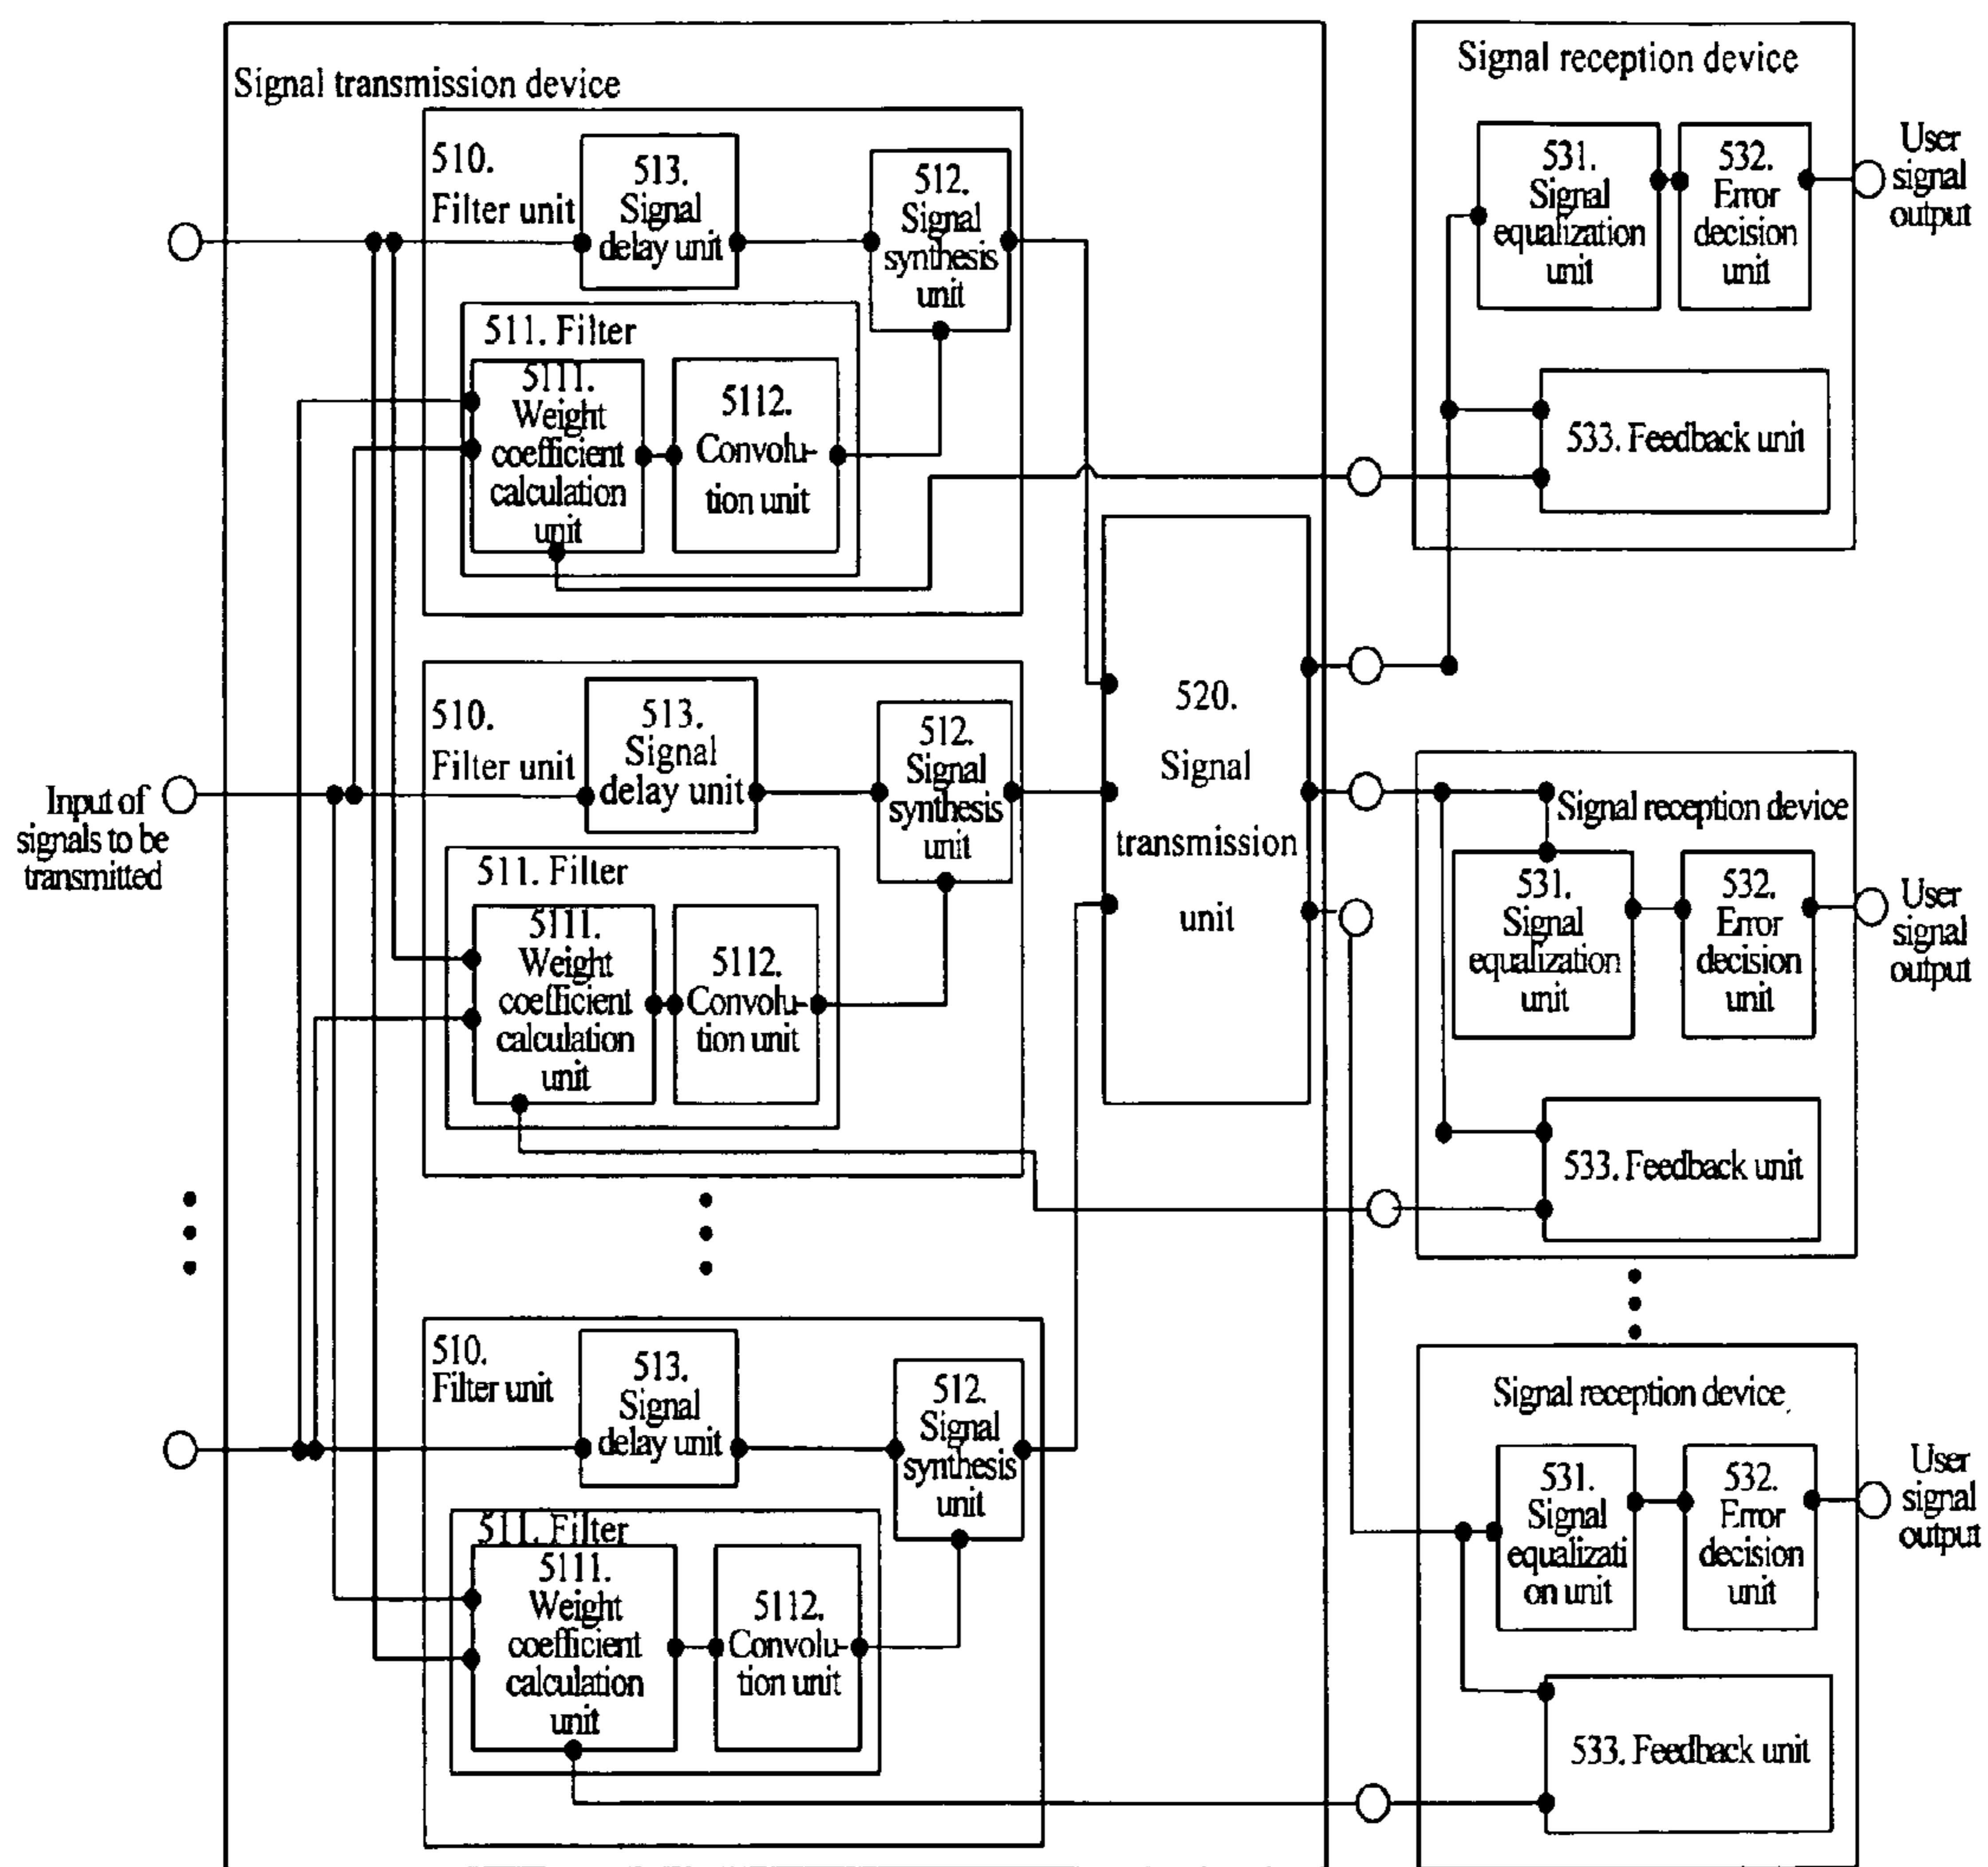 Signal transmission device
510.
Filter unit
513.
Signal
delay unit
512.
Signal
synthesis
unit
511. Filter
5111.
Weight
coefficient
calculation
unit
5112.
Convolu-
tion unit
Signal reception device
531.
Signal
equalization
unit
532.
Error
decision
unit
User
signal
output
533. Feedback unit
Input of
signals to be
transmitted
510.
Filter unit
513.
Signal
delay unit
512.
Signal
synthesis
unit
511. Filter
5111.
Weight
coefficient
calculation
unit
5112.
Convolu-
tion unit
520.
Signal
transmission
unit
Signal reception device
531.
Signal
equalization
unit
532.
Error
decision
unit
User
signal
output
533. Feedback unit
510.
Filter unit
513.
Signal
delay unit
512.
Signal
synthesis
unit
511. Filter
5111.
Weight
coefficient
calculation
unit
5112.
Convolu-
tion unit
Signal reception device
531.
Signal
equalizati
on unit
532.
Error
decision
unit
User
signal
output
533. Feedback unit